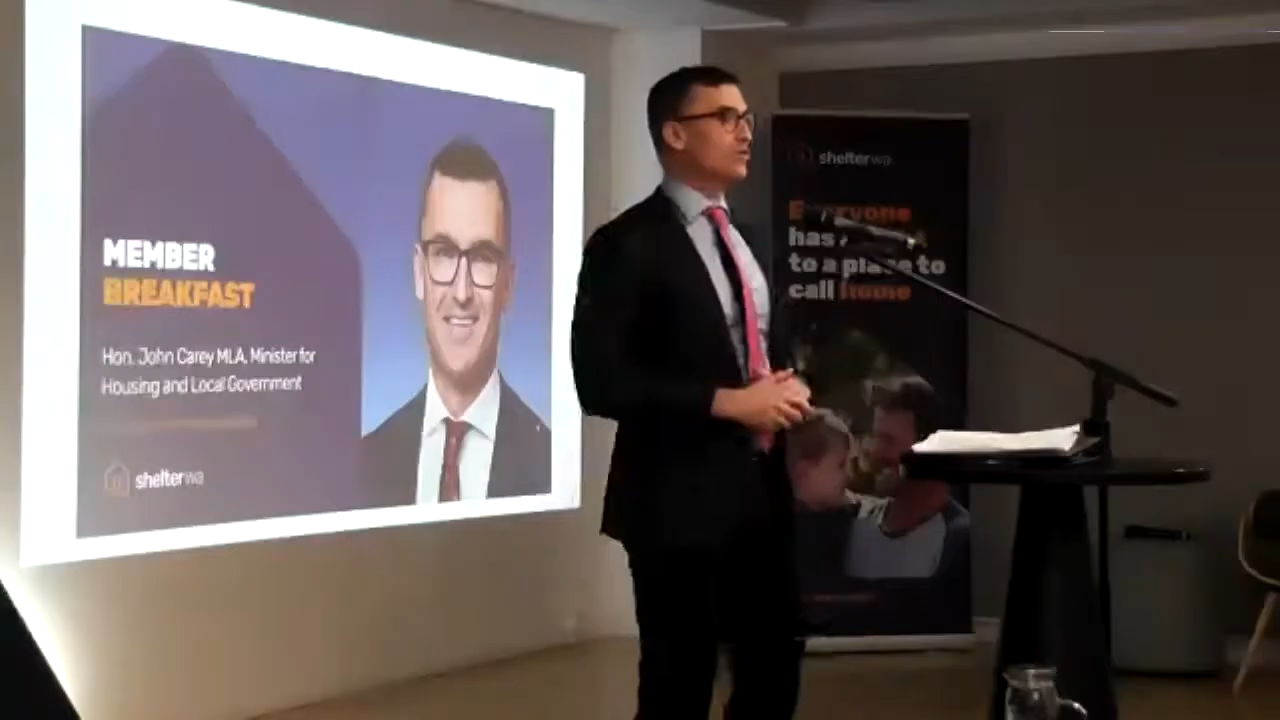 MEMBER
BREAKFAST
Hon. John Carey MLA, Minister for
Housing and Local Government
shelterwa
shelterwa
Everyone
has
to a place to
call home